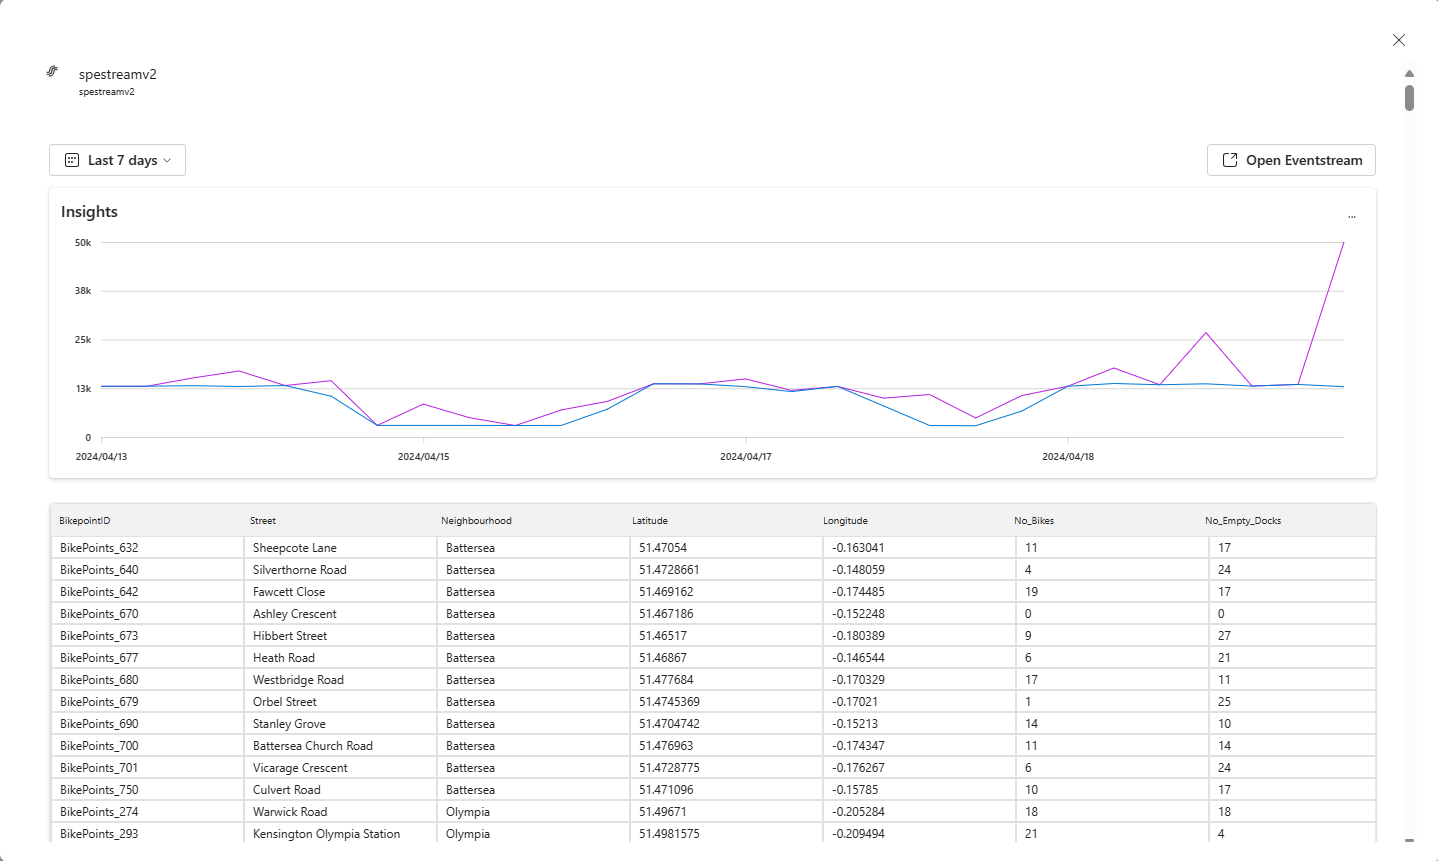 spestreamv2
spestreamv2
Last 7 days
Open Eventstream
Insights
...
50k
38k
25k
13k
0
2024/04/13 2024/04/15 2024/04/17 2024/04/18
BikepointID Street Neighbourhood Latitude Longitude No_Bikes No_Empty_Docks
BikePoints_632 Sheepcote Lane Battersea 51.47054 -0.163041 11 17
BikePoints_640 Silverthorne Road Battersea 51.4728661 -0.148059 4 24
BikePoints_642 Fawcett Close Battersea 51.469162 -0.174485 19 17
BikePoints_670 Ashley Crescent Battersea 51.467186 -0.152248 0 0
BikePoints_673 Hibbert Street Battersea 51.46517 -0.180389 9 27
BikePoints_677 Heath Road Battersea 51.46867 -0.146544 6 21
BikePoints_680 Westbridge Road Battersea 51.477684 -0.170329 17 11
BikePoints_679 Orbel Street Battersea 51.4745369 -0.17021 1 25
BikePoints_690 Stanley Grove Battersea 51.4704742 -0.15213 14 10
BikePoints_700 Battersea Church Road Battersea 51.476963 -0.174347 11 14
BikePoints_701 Vicarage Crescent Battersea 51.4728775 -0.176267 6 24
BikePoints_750 Culvert Road Battersea 51.471096 -0.15785 10 17
BikePoints_274 Warwick Road Olympia 51.49671 -0.205284 18 18
BikePoints_293 Kensington Olympia Station Olympia 51.4981575 -0.209494 21 4